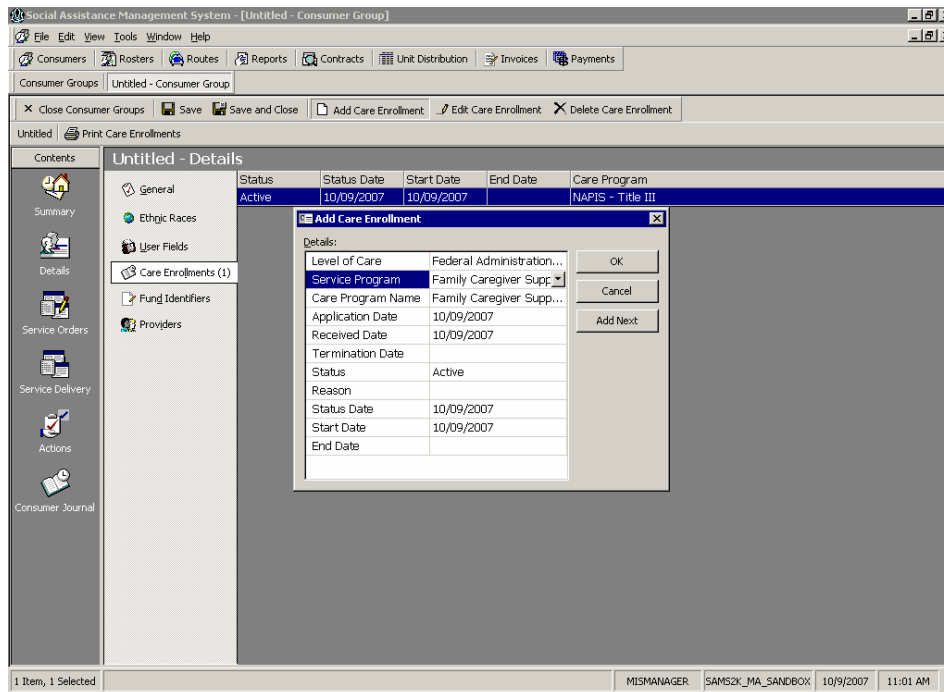 Social Assistance Management System - [Untitled - Consumer Group]
File Edit View Tools Window Help
Consumers Rosters Routes Reports Contracts Unit Distribution Invoices Payments
Consumer Groups Untitled - Consumer Group
Close Consumer Groups Save Save and Close Add Care Enrollment Edit Care Enrollment Delete Care Enrollment
Untitled Print Care Enrollments
Contents
Summary
Details
Service Orders
Service Delivery
Actions
Consumer Journal
Untitled - Details
General
Ethnic Races
User Fields
Care Enrollments (1)
Fund Identifiers
Providers
Status Status Date Start Date End Date Care Program
Active 10/09/2007 10/09/2007 NAPIS - Title III
Add Care Enrollment
Details:
Level of Care Federal Administration...
Service Program Family Caregiver Supp
Care Program Name Family Caregiver Supp...
Application Date 10/09/2007
Received Date 10/09/2007
Termination Date
Status Active
Reason
Status Date 10/09/2007
Start Date 10/09/2007
End Date
OK
Cancel
Add Next
1 Item, 1 Selected MISMANAGER SAMS2K_MA_SANDBOX 10/9/2007 11:01 AM